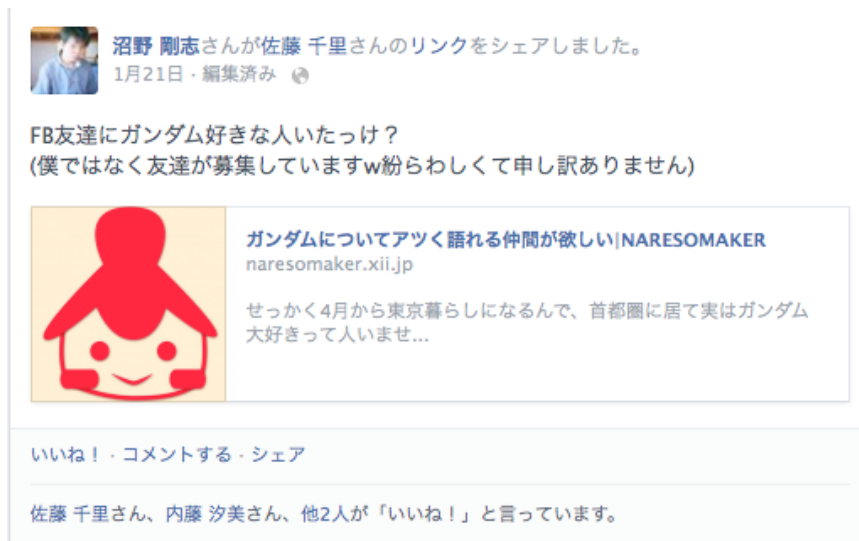 沼野 剛志さんが佐藤 千里さんのリンクをシェアしました。
1月21日 · 編集済み
FB友達にガンダム好きな人いたっけ？
(僕ではなく友達が募集していますw紛らわしくて申し訳ありません)
ガンダムについてアツく語れる仲間が欲しい|NARESOMAKER
naresomaker.xii.jp
せっかく4月から東京暮らしになるんで、首都圏に居て実はガンダム
大好きって人いませ...
いいね！ · コメントする · シェア
佐藤 千里さん、内藤 汐美さん、他2人が「いいね！」と言っています。